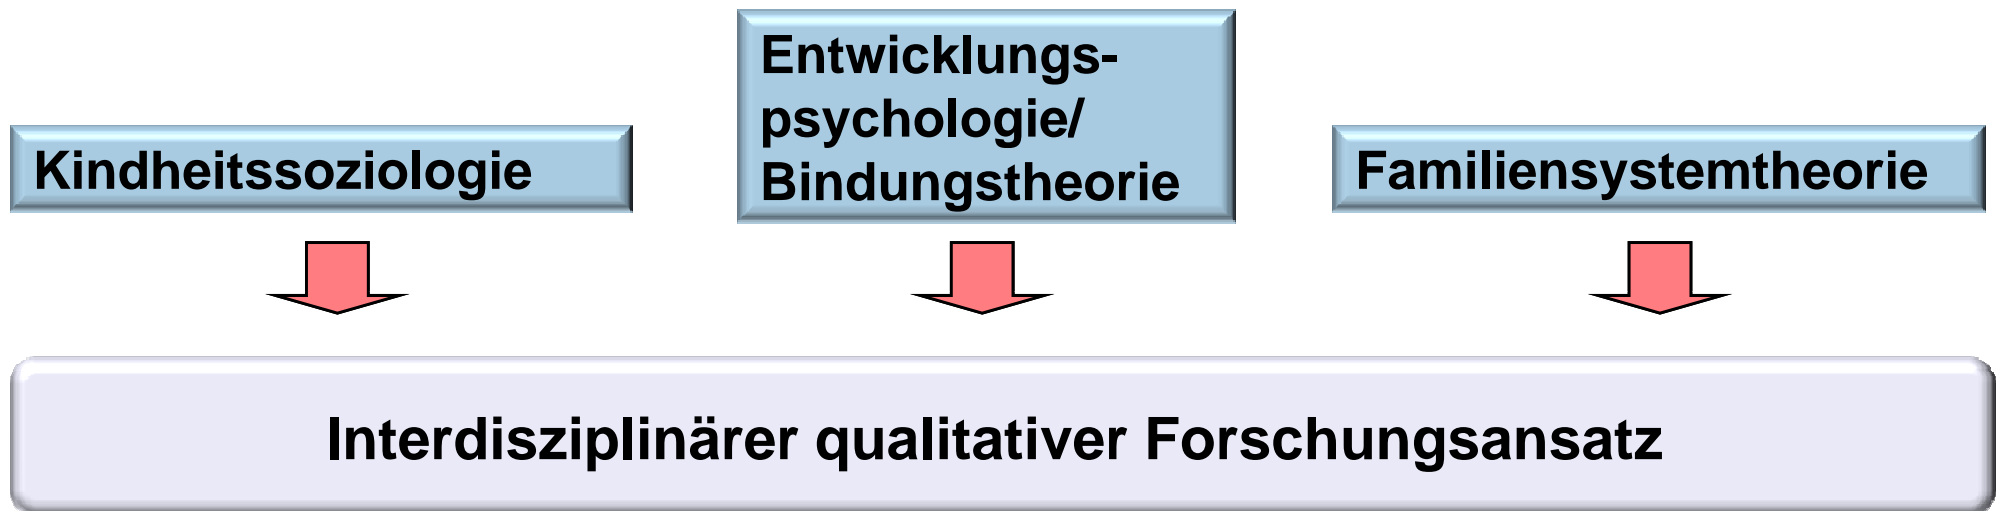 Kindheitssoziologie
Entwicklungs-
psychologie/
Bindungstheorie
Familiensystemtheorie
Interdisziplinärer qualitativer Forschungsansatz